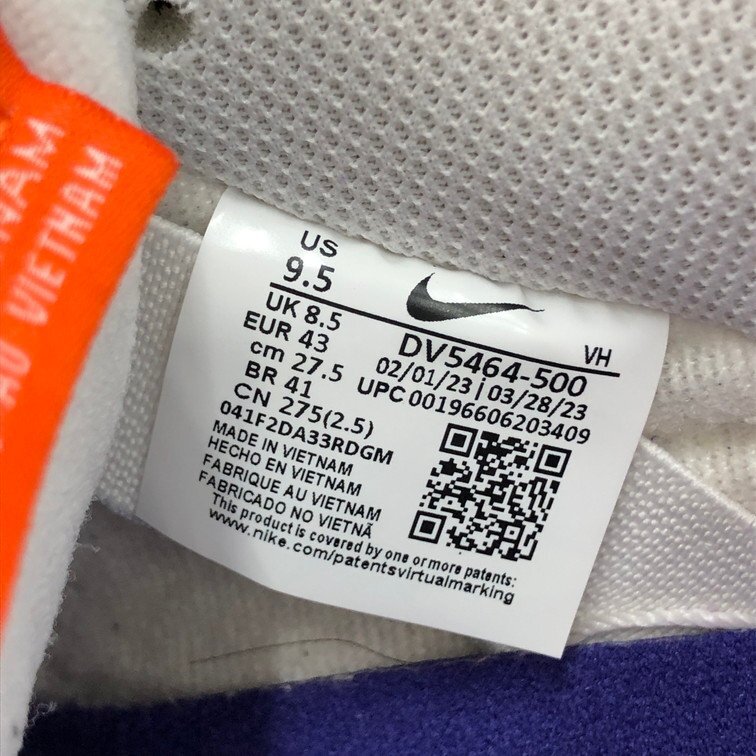 NAM
AU VIETNAM
US
9.5
UK 8.5
EUR 43
cm 27.5
BR 41
CN 275(2.5)
VH
DV5464-500
02/01/23 | 03/28/23
UPC 00196606203409
041F2DA33RDGM
MADE IN VIETNAM
HECHO EN VIETNAM
FABRIQUE AU VIETNAM
FABRICADO NO VIETNÃ
This product is covered by one or more patents:
www.nike.com/patentsvirtualmarking